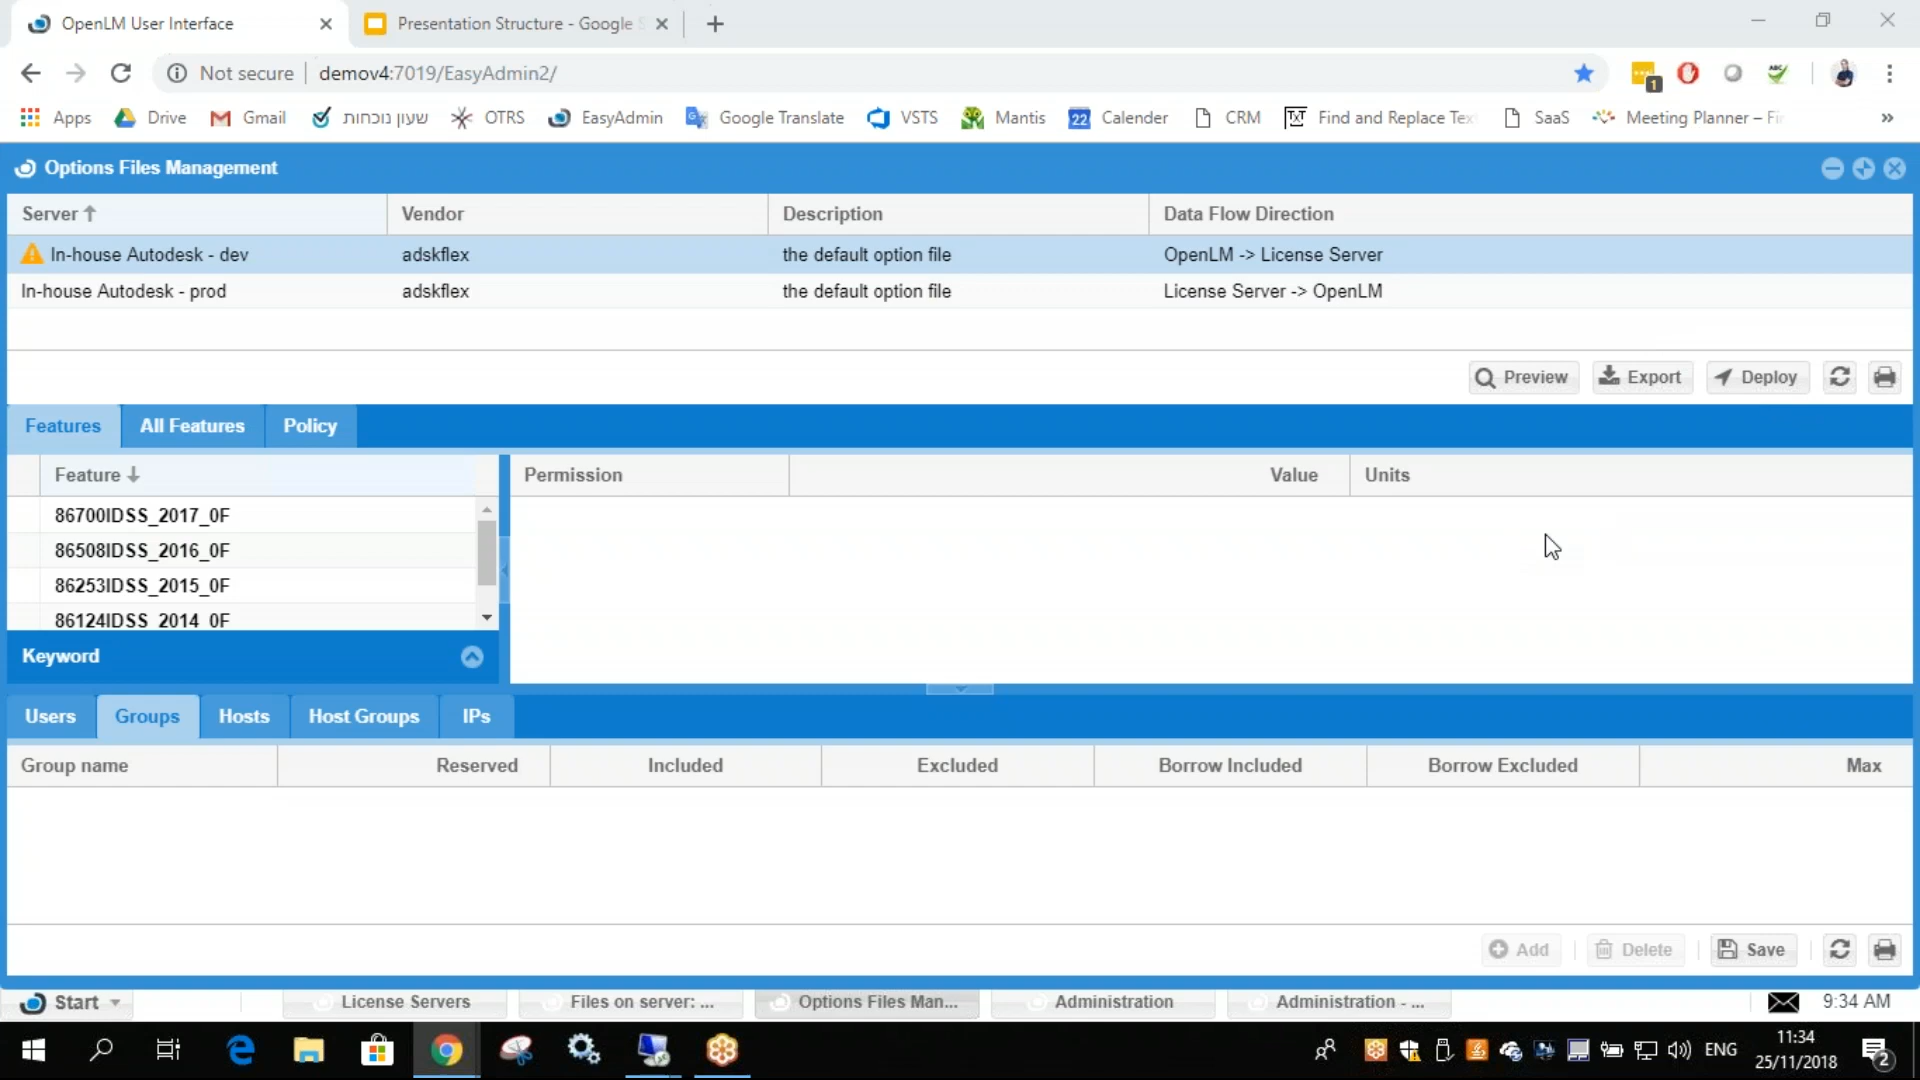 OpenLM User Interface
Presentation Structure - Google S
Not secure
demov4:7019/EasyAdmin2/
1
Apps
Drive
Gmail
שעון נוכחות
OTRS
EasyAdmin
Google Translate
VSTS
Mantis
22
Calender
CRM
TXT
Find and Replace Tex
SaaS
Meeting Planner – Fi
»
Options Files Management
Server
Vendor
Description
Data Flow Direction
In-house Autodesk - dev
adskflex
the default option file
OpenLM -> License Server
In-house Autodesk - prod
adskflex
the default option file
License Server -> OpenLM
Preview
Export
Deploy
Features
All Features
Policy
Feature
Permission
Value
Units
86700IDSS_2017_0F
86508IDSS_2016_0F
86253IDSS_2015_0F
86124IDSS_2014_0F
Keyword
Users
Groups
Hosts
Host Groups
IPs
Group name
Reserved
Included
Excluded
Borrow Included
Borrow Excluded
Max
Add
Delete
Save
Start
License Servers
Files on server: ...
Options Files Man...
Administration
Administration - ...
9:34 AM
ENG
11:34
25/11/2018
2